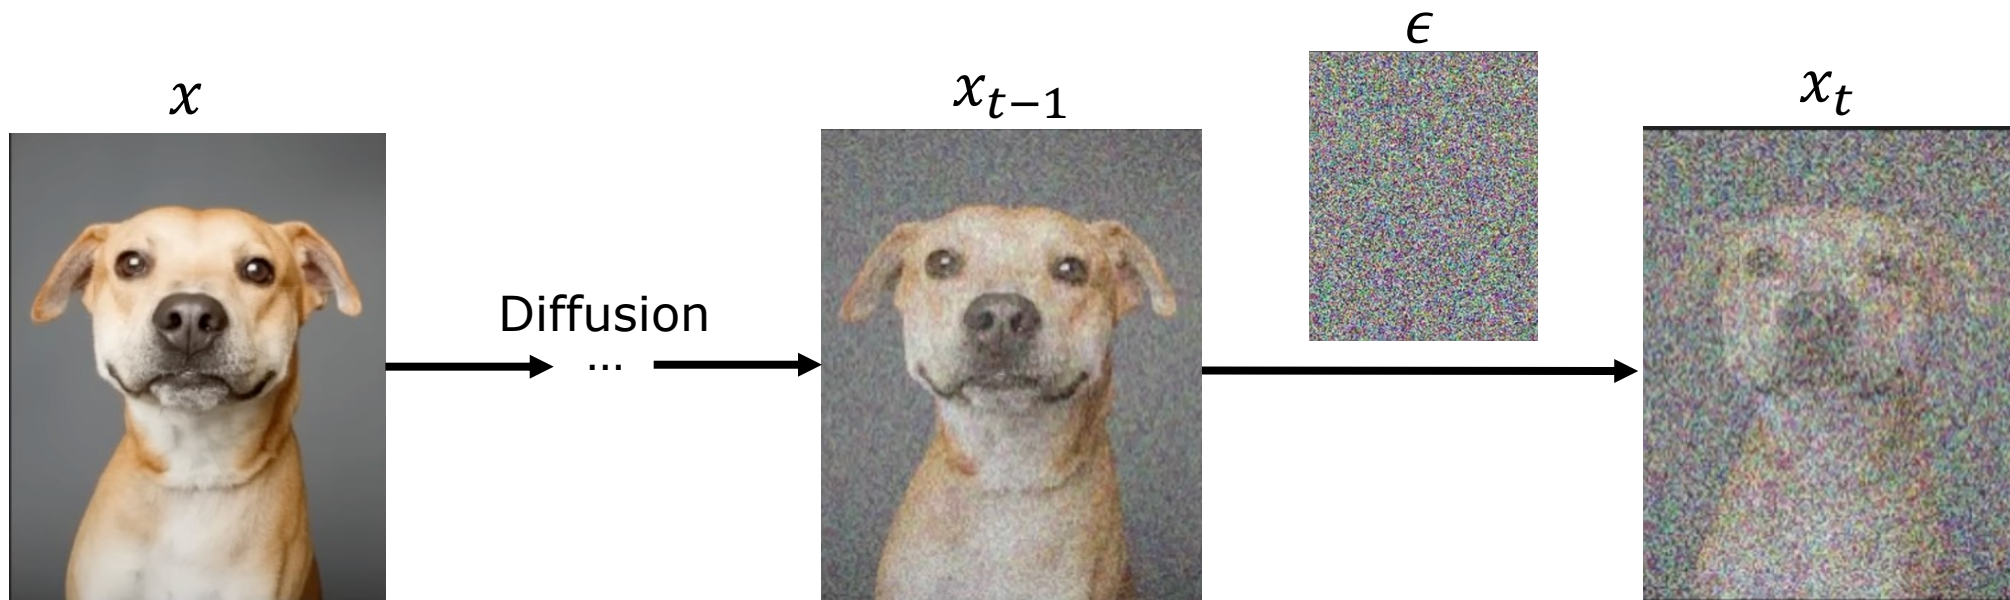 x
Diffusion
...
x_{t-1}
ϵ
x_t